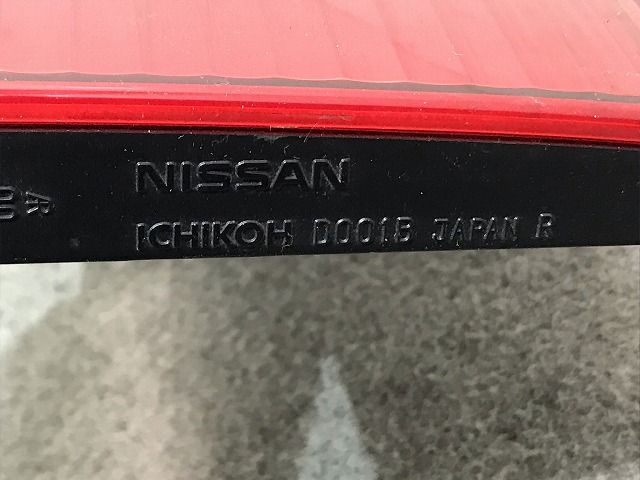 NISSAN
ICHIKOH D001B JAPAN R